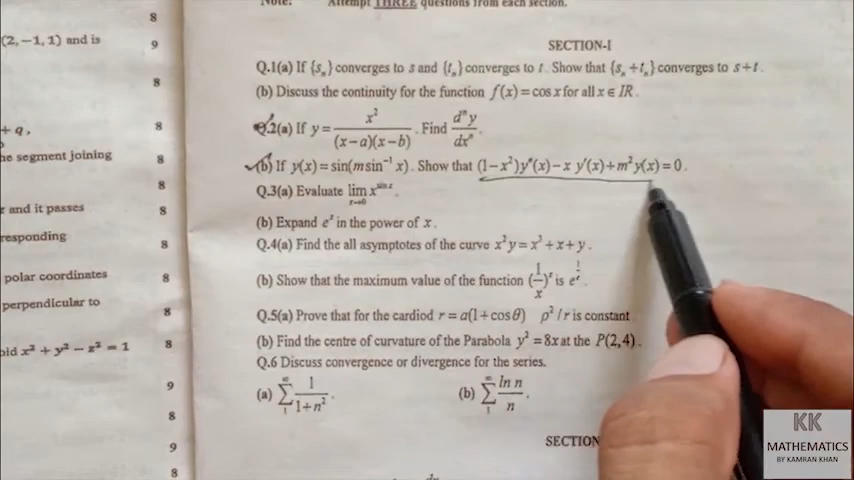 Note: Attempt THREE questions from each section.
8
(2, −1, 1) and is
9
8
+ q,
8
he segment joining
8
8
r and it passes
8
responding
8
polar coordinates
8
perpendicular to
8
oid x² + y² − z² = 1
8
9
8
9
8
SECTION-I
Q.1(a) If {sₙ} converges to s and {tₙ} converges to t. Show that {sₙ + tₙ} converges to s + t.
(b) Discuss the continuity for the function f(x) = cos x for all x ∈ IR.
Q.2(a) If y = x²/((x−a)(x−b)). Find dⁿy/dxⁿ.
(b) If y(x) = sin(m sin⁻¹ x). Show that (1−x²)y″(x) − x y′(x) + m²y(x) = 0.
Q.3(a) Evaluate lim x→0 x^(sin x).
(b) Expand eˣ in the power of x.
Q.4(a) Find the all asymptotes of the curve x²y = x³ + x + y.
(b) Show that the maximum value of the function (1/x)ˣ is e^(1/e).
Q.5(a) Prove that for the cardiod r = a(1+cos θ) ρ²/r is constant
(b) Find the centre of curvature of the Parabola y² = 8x at the P(2,4).
Q.6 Discuss convergence or divergence for the series.
(a) ∑₁^∞ 1/(1+n²).
(b) ∑₁^∞ ln n/n.
SECTION
KK
MATHEMATICS
BY KAMRAN KHAN